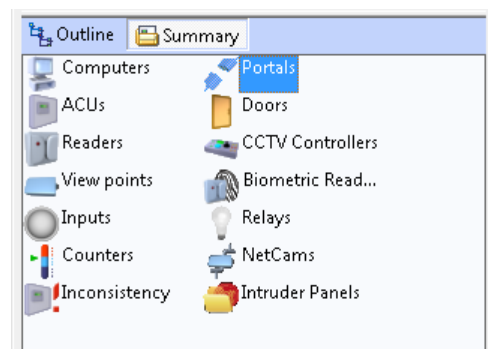 Outline Summary
Computers Portals
ACUs Doors
Readers CCTV Controllers
View points Biometric Read...
Inputs Relays
Counters NetCams
Inconsistency Intruder Panels